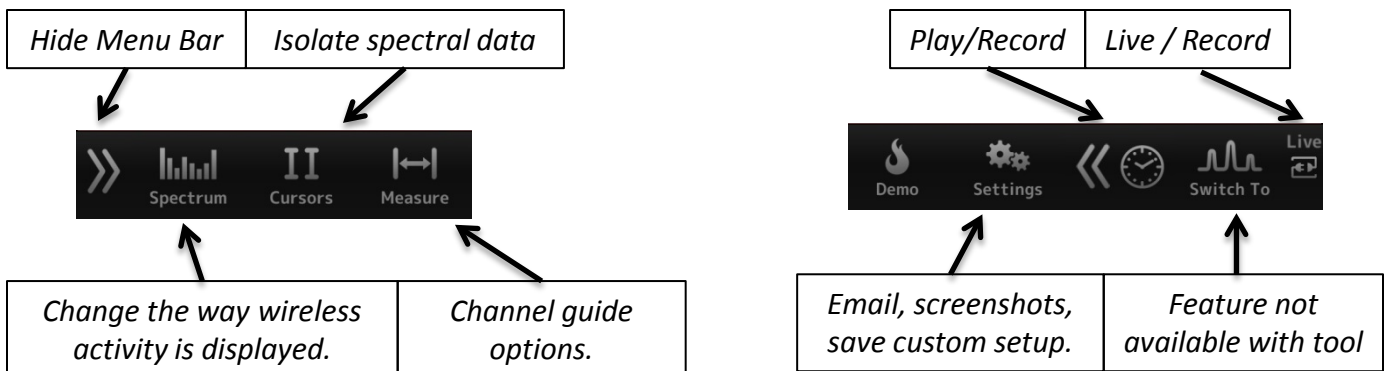 Hide Menu Bar
Isolate spectral data
Play/Record
Live / Record
Spectrum
Cursors
Measure
Demo
Settings
Switch To
Live
Change the way wireless
activity is displayed.
Channel guide
options.
Email, screenshots,
save custom setup.
Feature not
available with tool